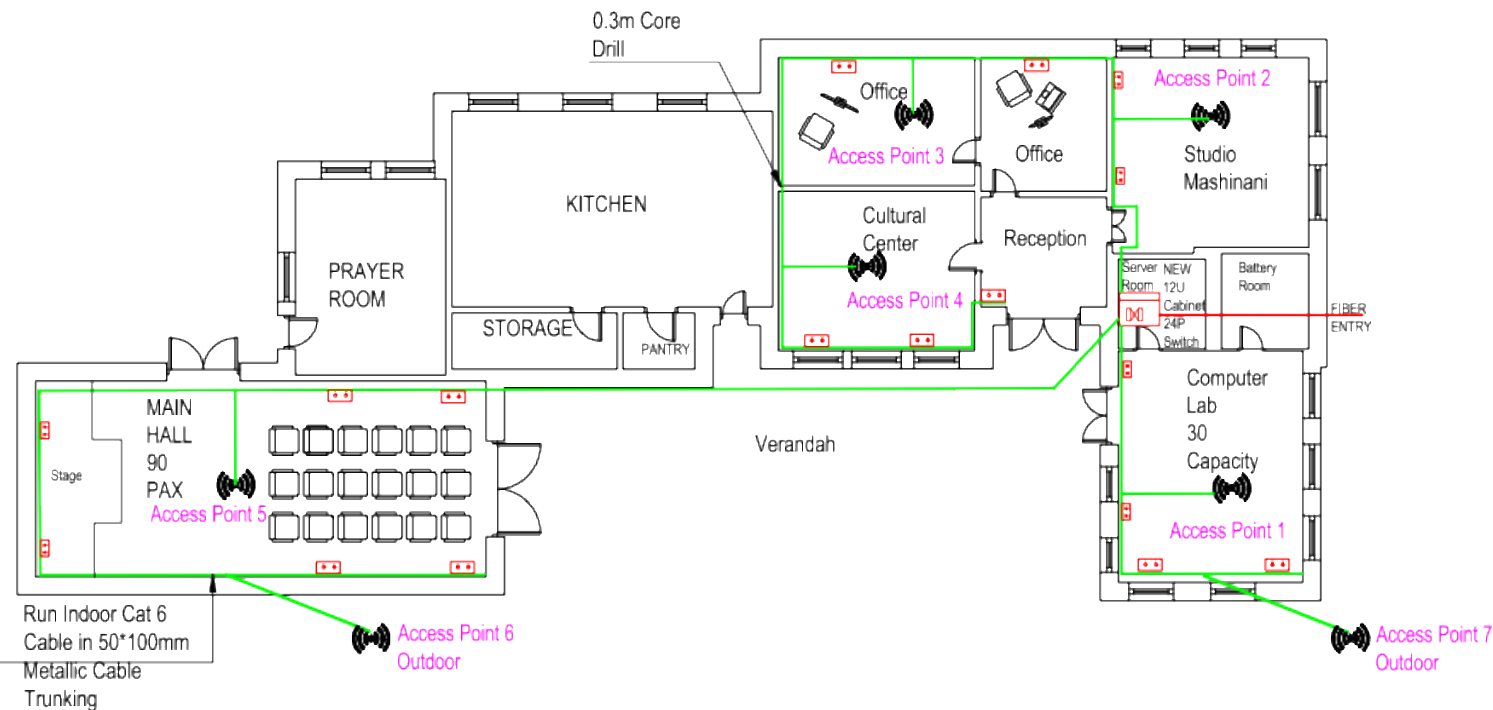 0.3m Core
Drill
Office
Access Point 3
Office
Access Point 2
Studio
Mashinani
KITCHEN
Cultural
Center
Access Point 4
Reception
PRAYER
ROOM
STORAGE
PANTRY
Server
Room
NEW
12U
Cabinet
24P
Switch
Battery
Room
FIBER
ENTRY
MAIN
HALL
90
PAX
Stage
Access Point 5
Verandah
Computer
Lab
30
Capacity
Access Point 1
Run Indoor Cat 6
Cable in 50*100mm
Metallic Cable
Trunking
Access Point 6
Outdoor
Access Point 7
Outdoor